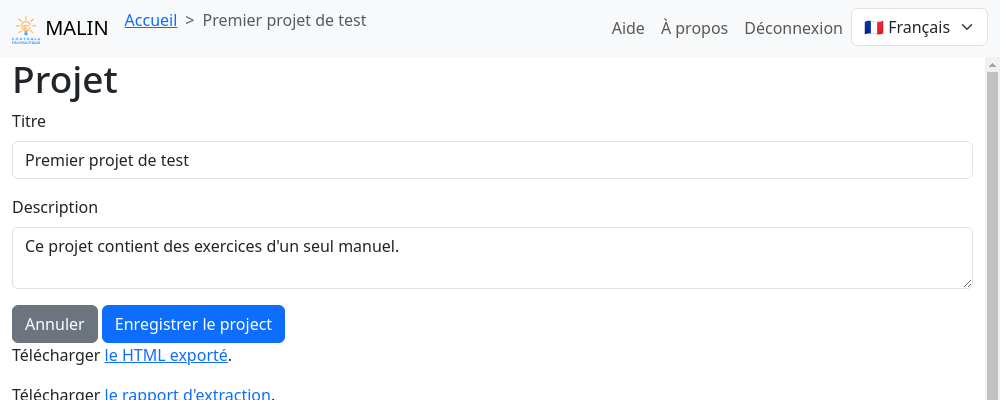 MALIN Accueil > Premier projet de test Aide À propos Déconnexion 🇫🇷 Français
Projet
Titre
Premier projet de test
Description
Ce projet contient des exercices d'un seul manuel.
Annuler Enregistrer le project
Télécharger le HTML exporté.
Télécharger le rapport d'extraction.